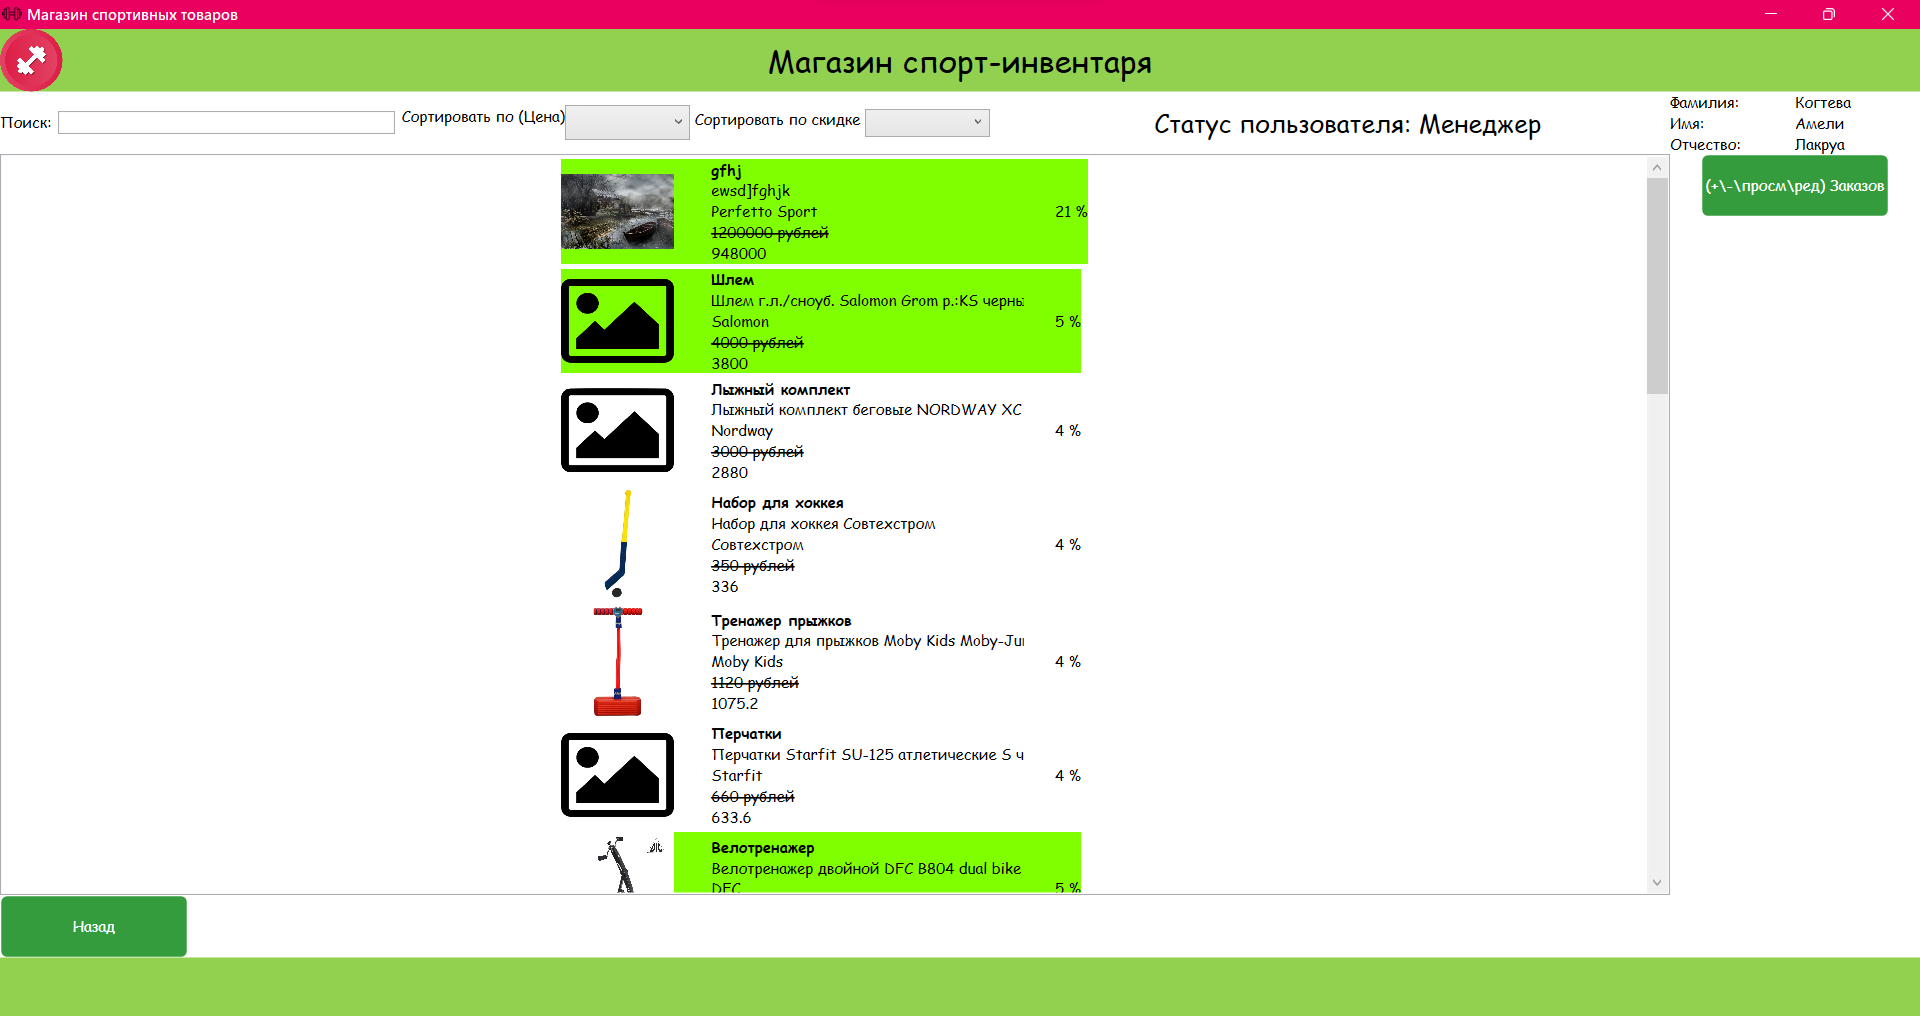 Магазин спортивных товаров
Магазин спорт-инвентаря
Поиск:
Сортировать по (Цена)
Сортировать по скидке
Статус пользователя: Менеджер
Фамилия: Когтева
Имя: Амели
Отчество: Лакруа
(+\-\просм\ред) Заказов
gfhj
ewsd]fghjk
Perfetto Sport
21 %
1200000 рублей
948000
Шлем
Шлем г.л./сноуб. Salomon Grom р.:KS черны
Salomon
5 %
4000 рублей
3800
Лыжный комплект
Лыжный комплект беговые NORDWAY XC
Nordway
4 %
3000 рублей
2880
Набор для хоккея
Набор для хоккея Совтехстром
Совтехстром
4 %
350 рублей
336
Тренажер прыжков
Тренажер для прыжков Moby Kids Moby-Ju
Moby Kids
4 %
1120 рублей
1075.2
Перчатки
Перчатки Starfit SU-125 атлетические S ч
Starfit
4 %
660 рублей
633.6
Велотренажер
Велотренажер двойной DFC B804 dual bike
DFC
5 %
Назад